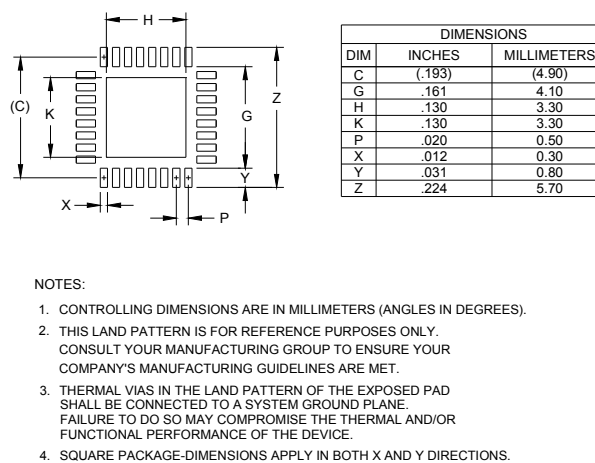 H
(C)
K
G
Z
Y
X
P
DIMENSIONS
DIM INCHES MILLIMETERS
C (.193) (4.90)
G .161 4.10
H .130 3.30
K .130 3.30
P .020 0.50
X .012 0.30
Y .031 0.80
Z .224 5.70
NOTES:
1. CONTROLLING DIMENSIONS ARE IN MILLIMETERS (ANGLES IN DEGREES).
2. THIS LAND PATTERN IS FOR REFERENCE PURPOSES ONLY.
CONSULT YOUR MANUFACTURING GROUP TO ENSURE YOUR
COMPANY'S MANUFACTURING GUIDELINES ARE MET.
3. THERMAL VIAS IN THE LAND PATTERN OF THE EXPOSED PAD
SHALL BE CONNECTED TO A SYSTEM GROUND PLANE.
FAILURE TO DO SO MAY COMPROMISE THE THERMAL AND/OR
FUNCTIONAL PERFORMANCE OF THE DEVICE.
4. SQUARE PACKAGE-DIMENSIONS APPLY IN BOTH X AND Y DIRECTIONS.